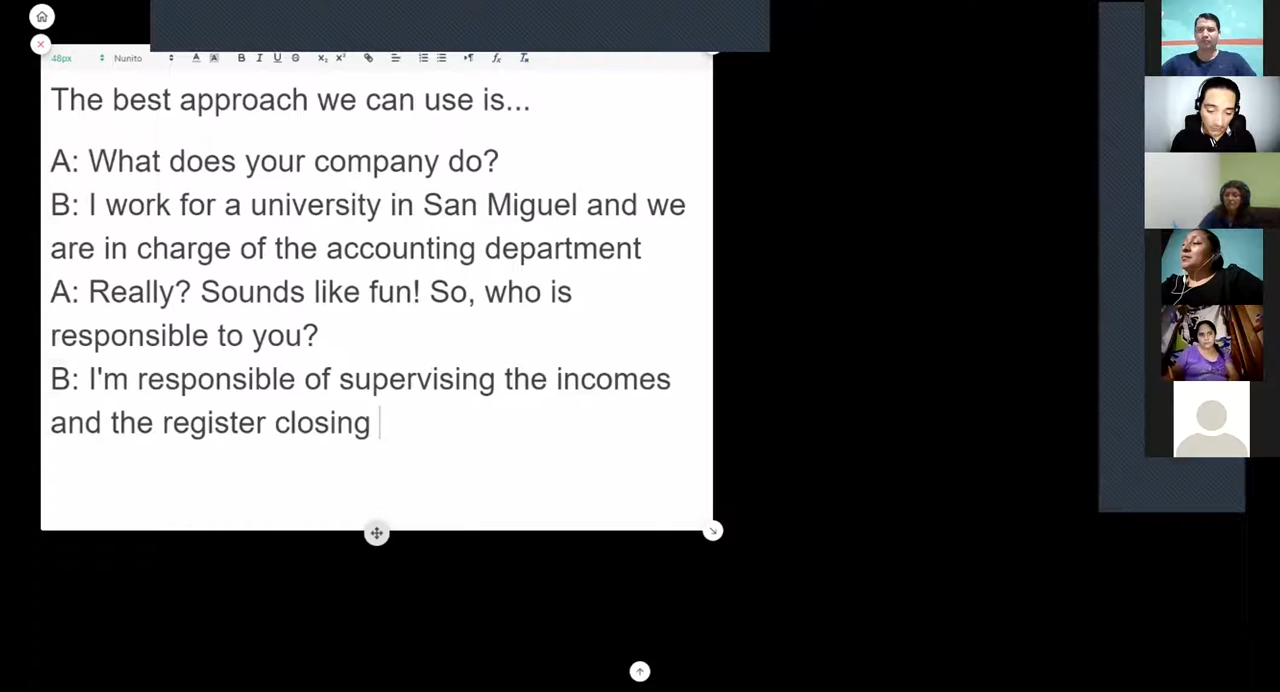 48px Nunito
The best approach we can use is...
A: What does your company do?
B: I work for a university in San Miguel and we
are in charge of the accounting department
A: Really? Sounds like fun! So, who is
responsible to you?
B: I'm responsible of supervising the incomes
and the register closing